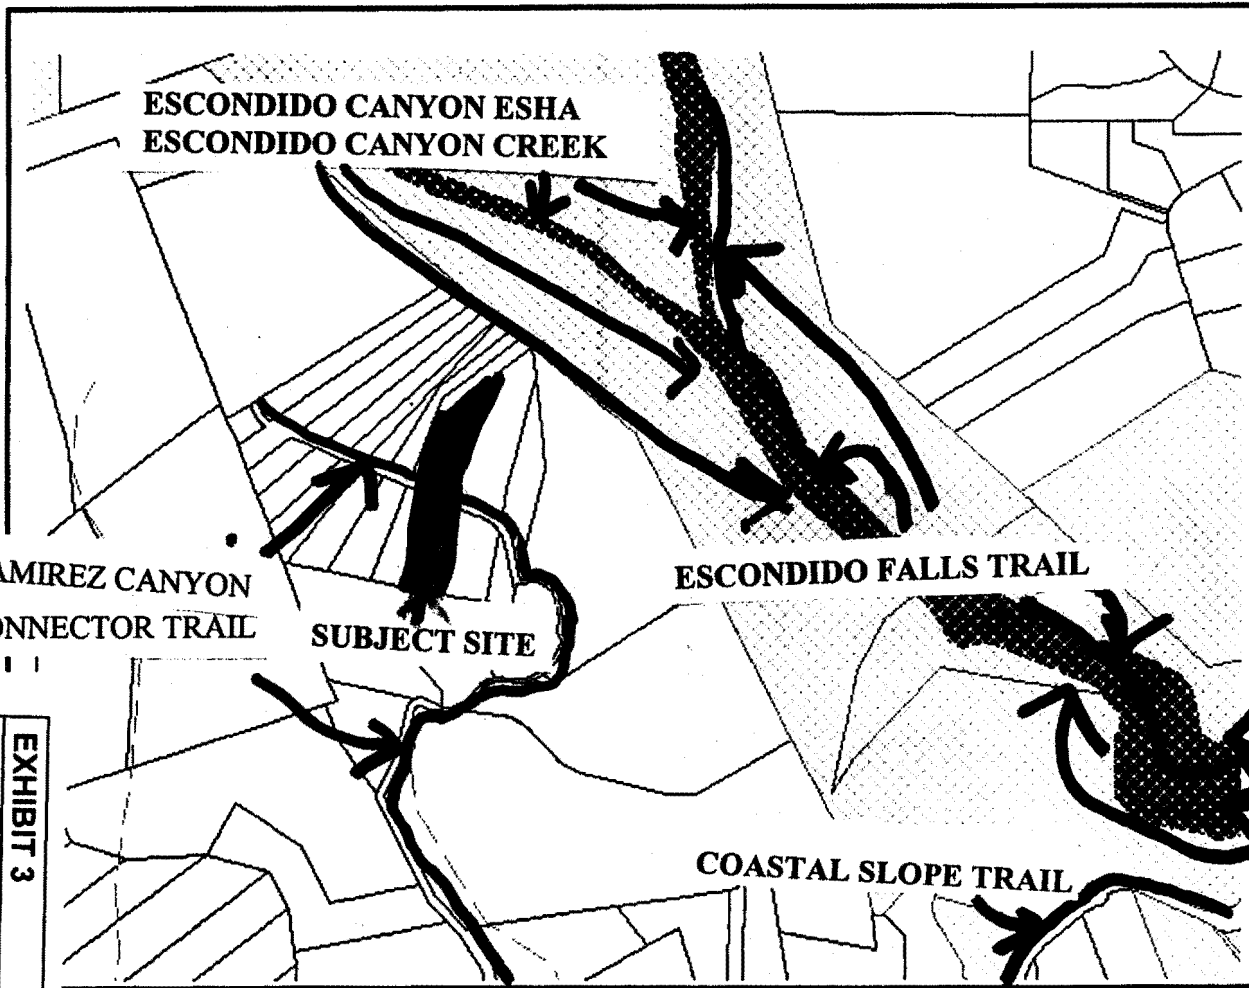 ESCONDIDO CANYON ESHA
ESCONDIDO CANYON CREEK
ESCONDIDO FALLS TRAIL
AMIREZ CANYON
ONNECTOR TRAIL
SUBJECT SITE
EXHIBIT 3
COASTAL SLOPE TRAIL